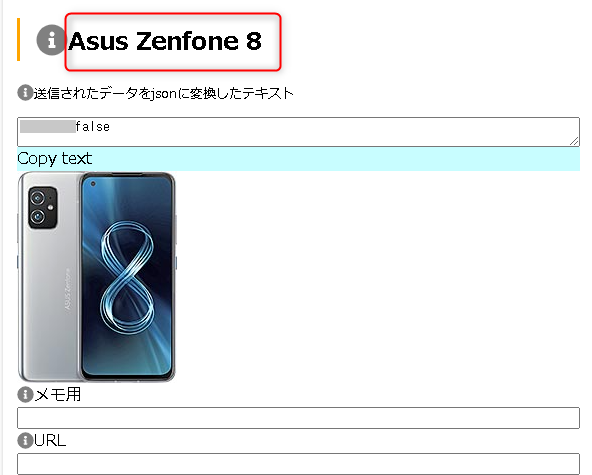 Asus Zenfone 8
送信されたデータをjsonに変換したテキスト
false
Copy text
ASUS Zenfone
メモ用
URL